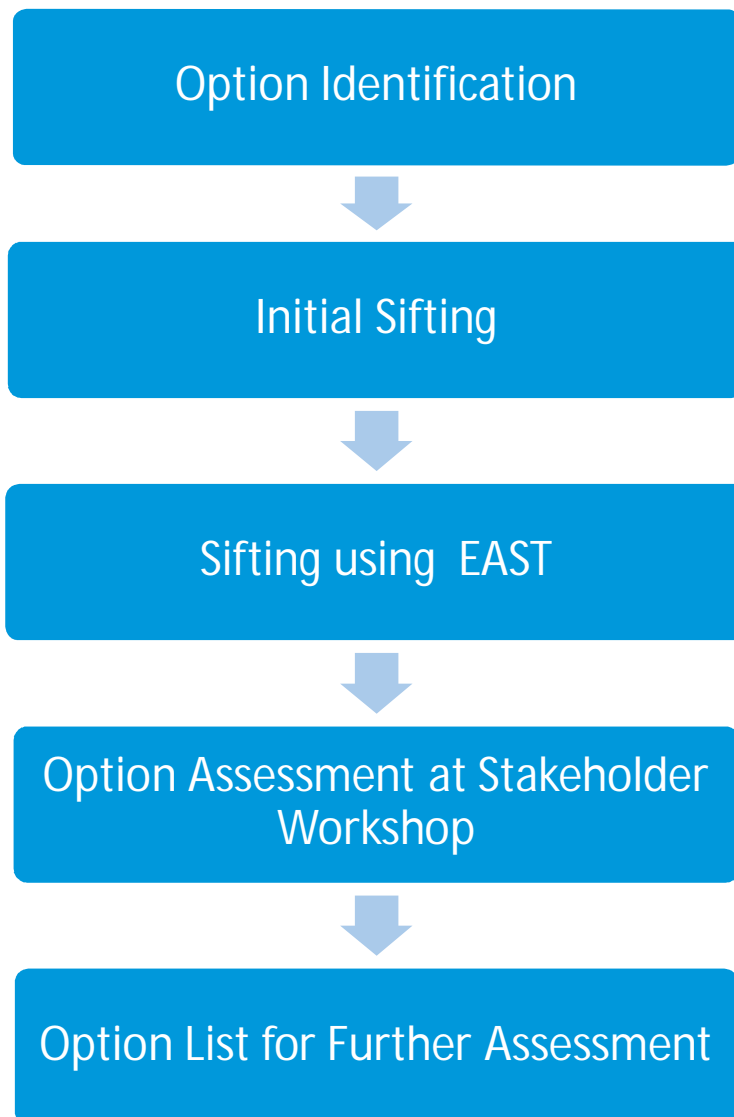 Option Identification
Initial Sifting
Sifting using EAST
Option Assessment at Stakeholder
Workshop
Option List for Further Assessment